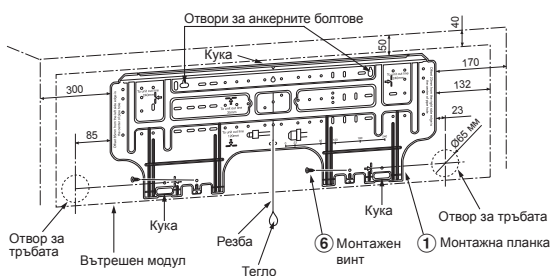 Отвори за анкерните болтове
Кука
40
50
170
300
132
23
85
Ø65 мм
Кука
Кука
Отвор за
тръбата
Вътрешен модул
Резба
Тегло
⑥ Монтажен
винт
① Монтажна планка
Отвор за тръбата